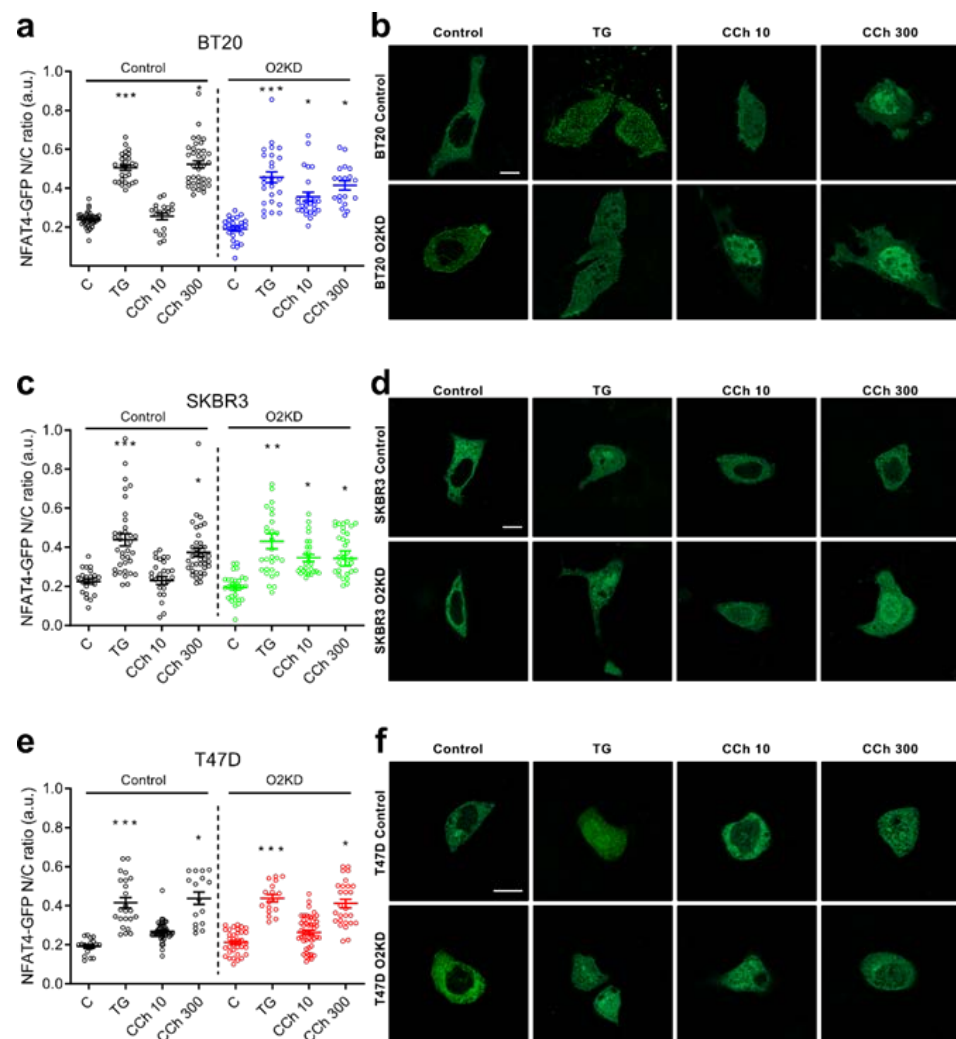 a
BT20
Control
O2KD
NFAT4-GFP N/C ratio (a.u.)
1.0
0.8
0.6
0.4
0.2
***
*
***
*
*
C
TG
CCh 10
CCh 300
C
TG
CCh 10
CCh 300
b
Control
TG
CCh 10
CCh 300
BT20 Control
BT20 O2KD
c
SKBR3
Control
O2KD
NFAT4-GFP N/C ratio (a.u.)
1.0
0.8
0.6
0.4
0.2
0.0
***
*
**
*
*
C
TG
CCh 10
CCh 300
C
TG
CCh 10
CCh 300
d
Control
TG
CCh 10
CCh 300
SKBR3 Control
SKBR3 O2KD
e
T47D
Control
O2KD
NFAT4-GFP N/C ratio (a.u.)
1.0
0.8
0.6
0.4
0.2
0.0
***
*
***
*
C
TG
CCh 10
CCh 300
C
TG
CCh 10
CCh 300
f
Control
TG
CCh 10
CCh 300
T47D Control
T47D O2KD